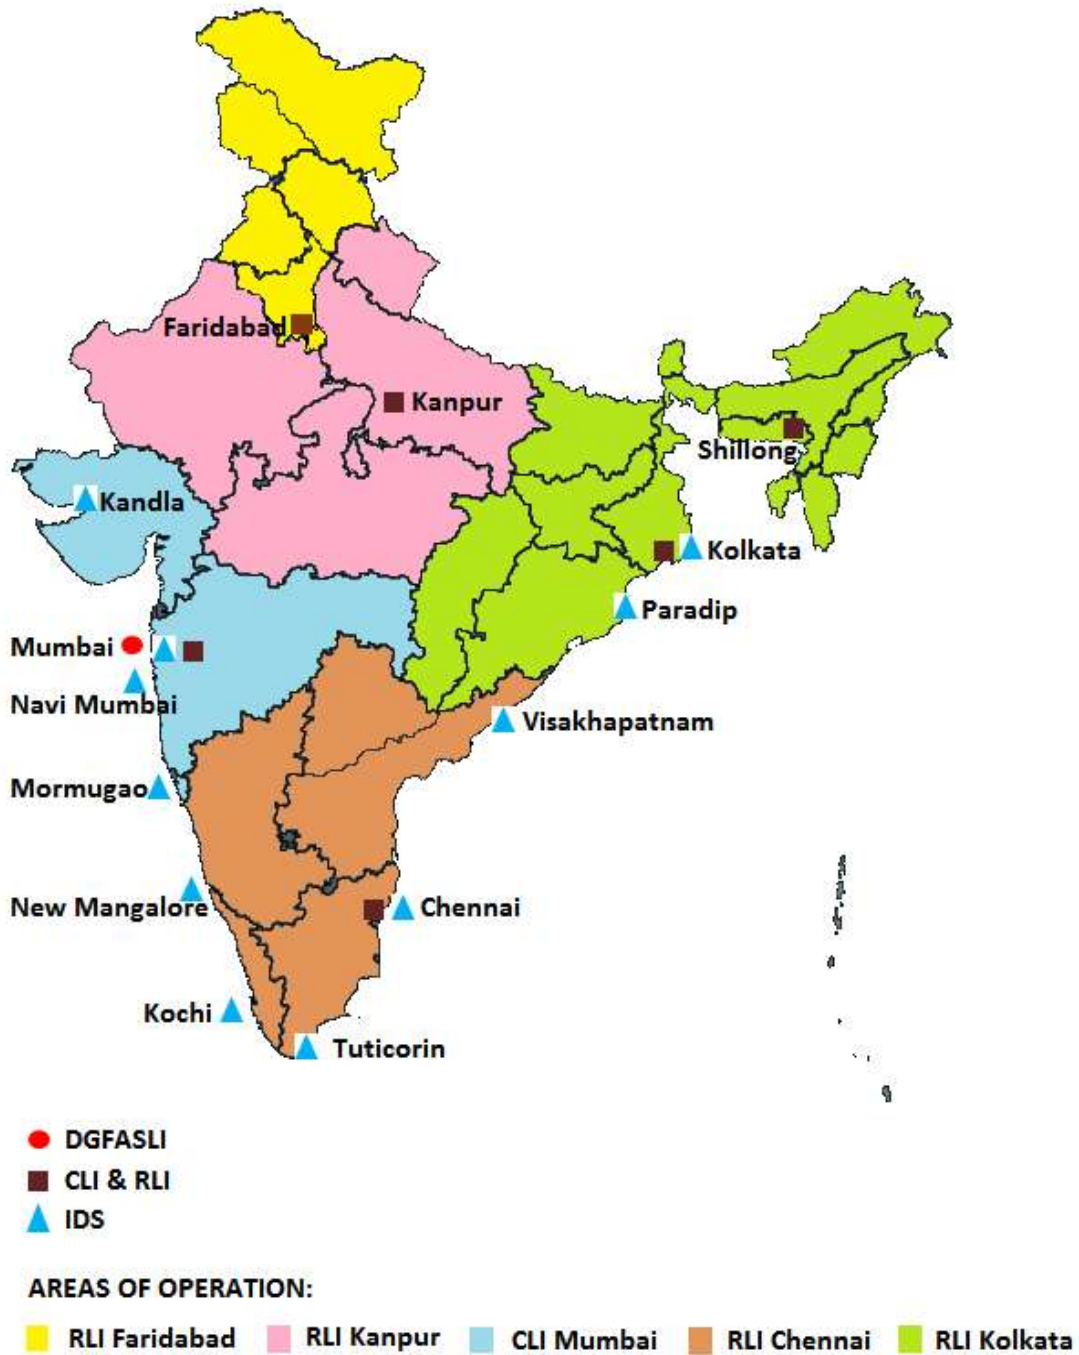 Faridabad
Kanpur
Shillong
Kandla
Kolkata
Paradip
Mumbai
Navi Mumbai
Visakhapatnam
Mormugao
New Mangalore
Chennai
Kochi
Tuticorin
DGFASLI
CLI & RLI
IDS
AREAS OF OPERATION:
RLI Faridabad RLI Kanpur CLI Mumbai RLI Chennai RLI Kolkata